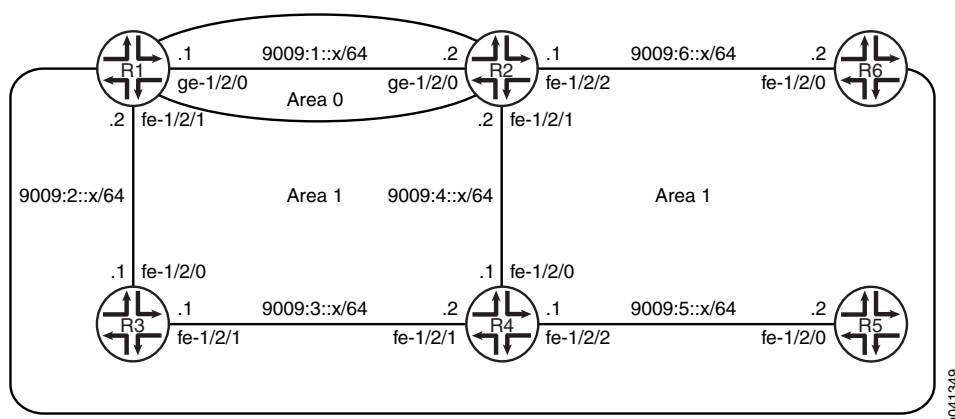 .1 9009:1::x/64 .2 .1 9009:6::x/64 .2
R1 R2 R6
ge-1/2/0 ge-1/2/0 fe-1/2/2 fe-1/2/0
Area 0
.2 fe-1/2/1 .2 fe-1/2/1
9009:2::x/64 Area 1 9009:4::x/64 Area 1
.1 fe-1/2/0 .1 fe-1/2/0
.1 9009:3::x/64 .2 .1 9009:5::x/64 .2
R3 R4 R5
fe-1/2/1 fe-1/2/1 fe-1/2/2 fe-1/2/0
041349